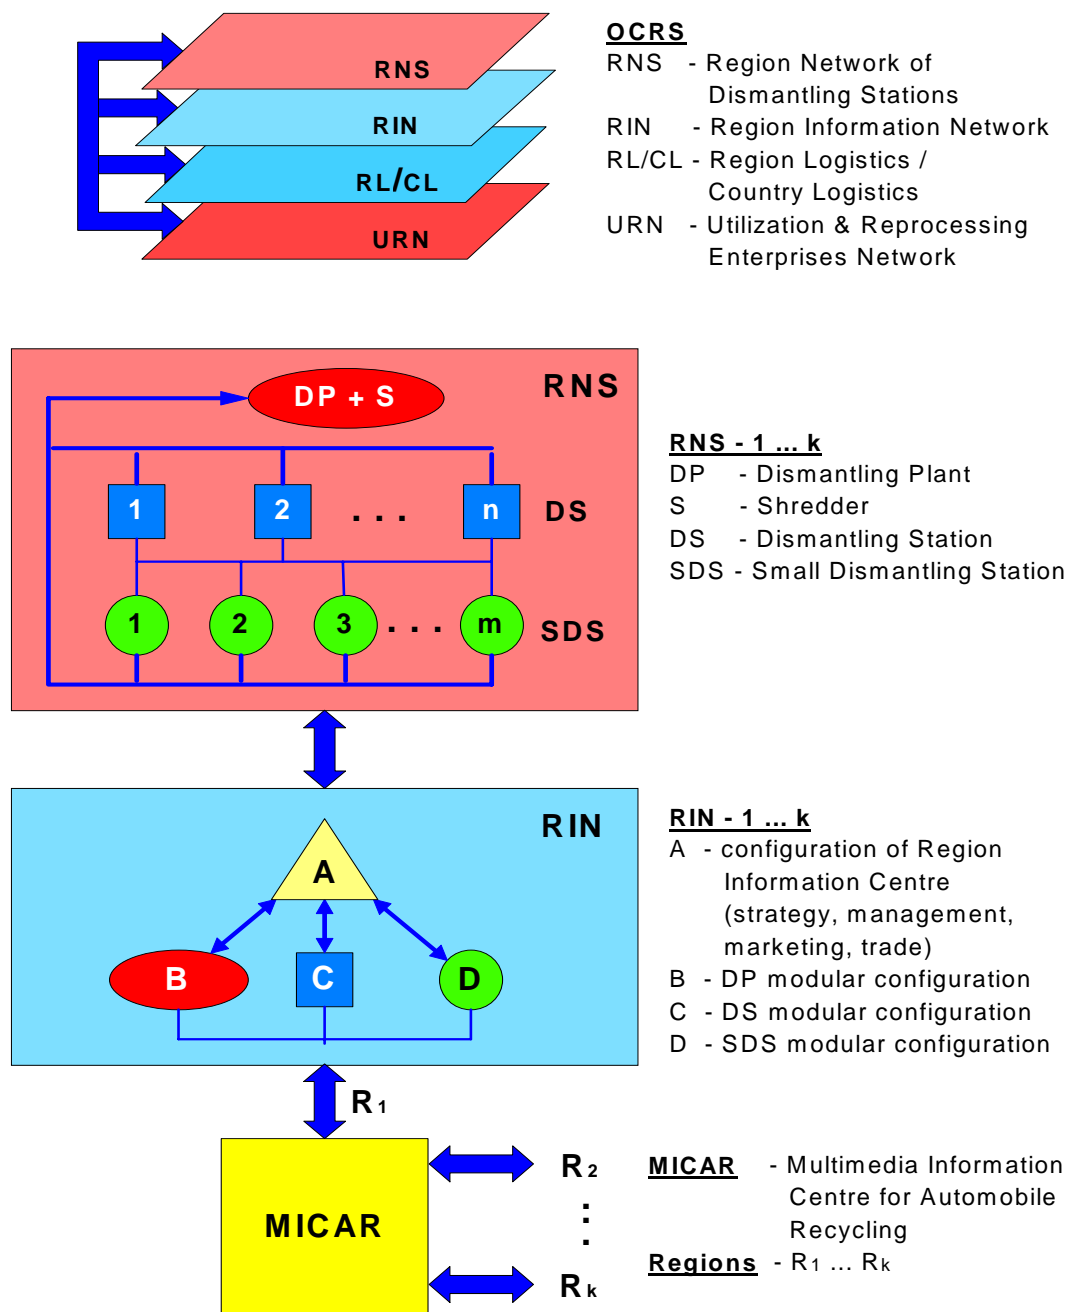 RNS
RIN
RL/CL
URN
OCRS
RNS - Region Network of
Dismantling Stations
RIN - Region Information Network
RL/CL - Region Logistics /
Country Logistics
URN - Utilization & Reprocessing
Enterprises Network
RNS
DP + S
1 2 . . . n DS
1 2 3 . . . m SDS
RNS - 1 ... k
DP - Dismantling Plant
S - Shredder
DS - Dismantling Station
SDS - Small Dismantling Station
RIN
A
B C D
RIN - 1 ... k
A - configuration of Region
Information Centre
(strategy, management,
marketing, trade)
B - DP modular configuration
C - DS modular configuration
D - SDS modular configuration
R1
MICAR
R2
. . .
Rk
MICAR - Multimedia Information
Centre for Automobile
Recycling
Regions - R1 ... Rk